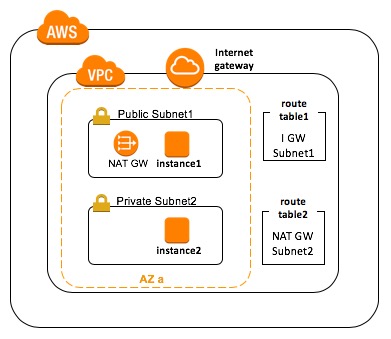 AWS
Internet
gateway
VPC
Public Subnet1
NAT GW
instance1
route
table1
I GW
Subnet1
Private Subnet2
instance2
route
table2
NAT GW
Subnet2
AZ a